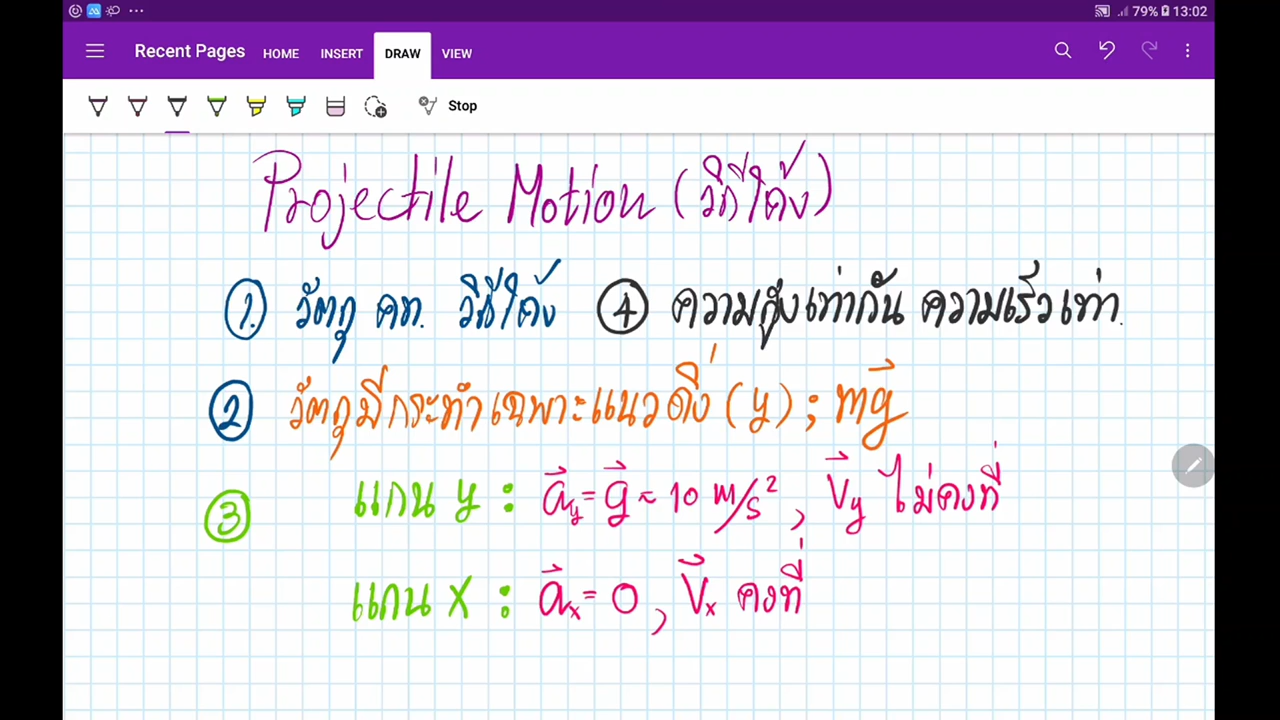 79% 13:02
Recent Pages HOME INSERT DRAW VIEW
Stop
Projectile Motion (วิถีโค้ง)
① วัตถุ คท. วิถีโค้ง ④ ความสูงเท่ากัน ความเร็วเท่า.
② วัตถุมีกระทำเฉพาะแนวดิ่ง (y) ; mg⃗
③ แกน y : a⃗y = g⃗ ≈ 10 m/s², v⃗y ไม่คงที่
แกน x : a⃗x = 0 , v⃗x คงที่